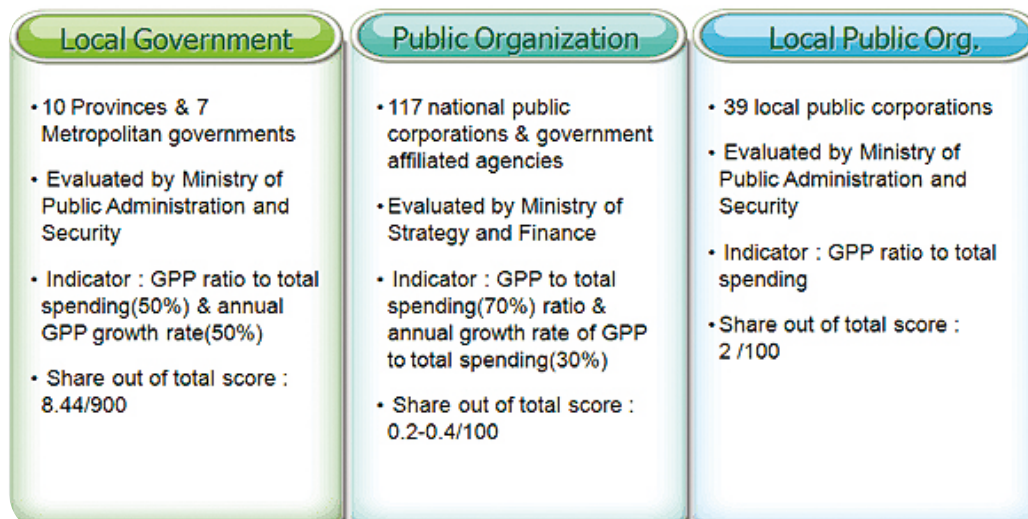 Local Government
• 10 Provinces & 7
Metropolitan governments
• Evaluated by Ministry of
Public Administration and
Security
• Indicator : GPP ratio to total
spending(50%) & annual
GPP growth rate(50%)
• Share out of total score :
8.44/900
Public Organization
• 117 national public
corporations & government
affiliated agencies
• Evaluated by Ministry of
Strategy and Finance
• Indicator : GPP to total
spending(70%) ratio &
annual growth rate of GPP
to total spending(30%)
• Share out of total score :
0.2-0.4/100
Local Public Org.
• 39 local public corporations
• Evaluated by Ministry of
Public Administration and
Security
• Indicator : GPP ratio to total
spending
• Share out of total score :
2 /100